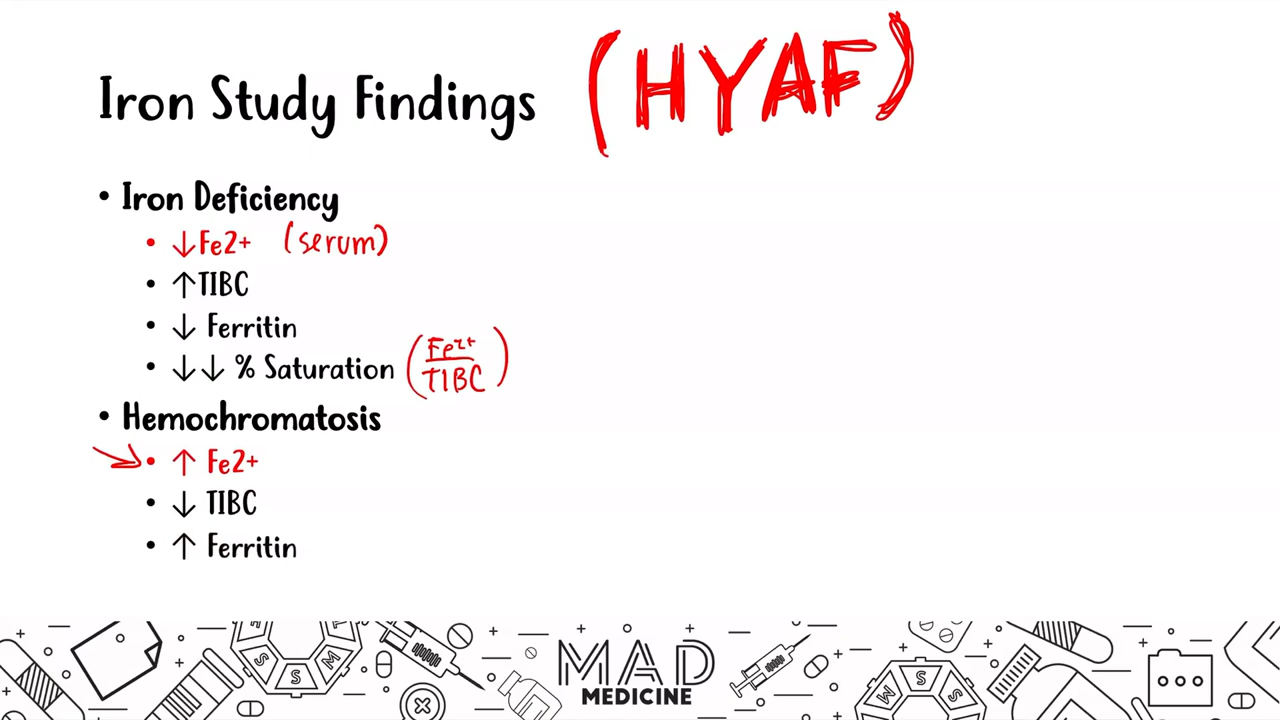 Iron Study Findings (HYAF)
• Iron Deficiency
• ↓Fe2+ (serum)
• ↑TIBC
• ↓ Ferritin
• ↓↓ % Saturation (Fe²⁺/TIBC)
• Hemochromatosis
• ↑ Fe2+
• ↓ TIBC
• ↑ Ferritin
S S M
MAD
MEDICINE
M S S